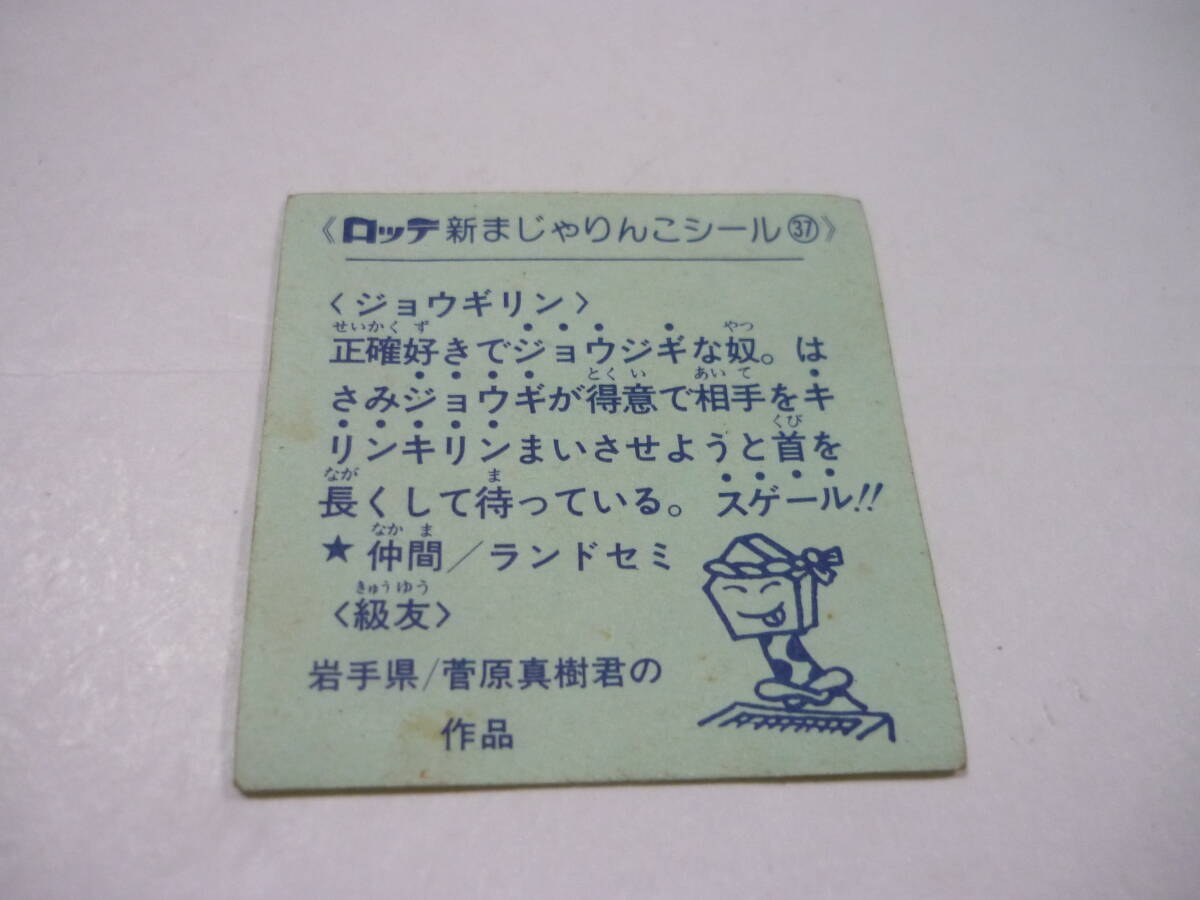 《ロッテ新まじゃりんこシール㊲》
〈ジョウギリン〉
正確好きでジョウジギな奴。は
さみジョウギが得意で相手をキ
リンキリンまいさせようと首を
長くして待っている。スゲール!!
★仲間/ランドセミ
〈級友〉
岩手県/菅原真樹君の
作品